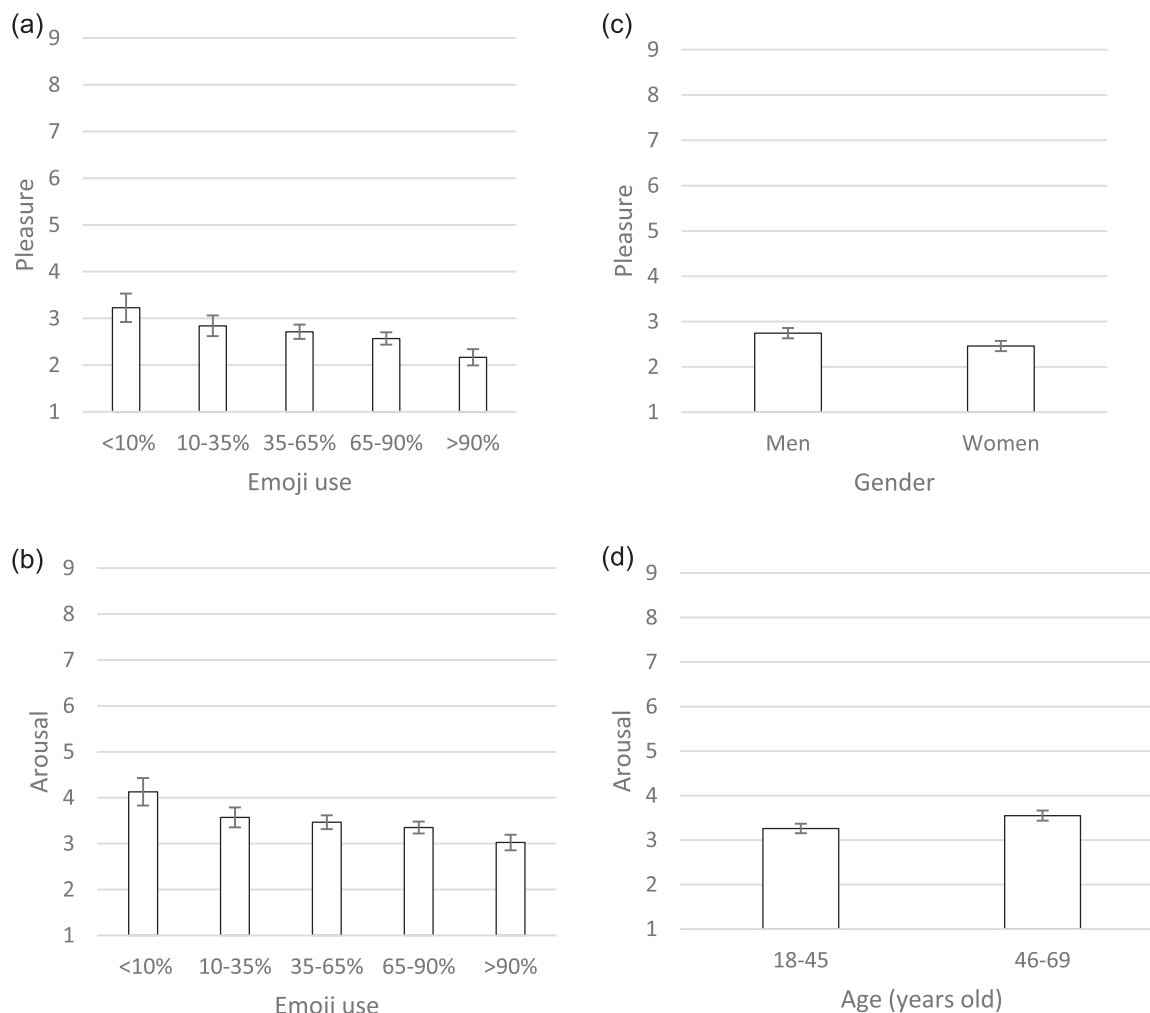 (a)
9
8
7
6
5
4
3
2
1
Pleasure
<10% 10-35% 35-65% 65-90% >90%
Emoji use
(c)
9
8
7
6
5
4
3
2
1
Pleasure
Men Women
Gender
(b)
9
8
7
6
5
4
3
2
1
Arousal
<10% 10-35% 35-65% 65-90% >90%
Emoji use
(d)
9
8
7
6
5
4
3
2
1
Arousal
18-45 46-69
Age (years old)